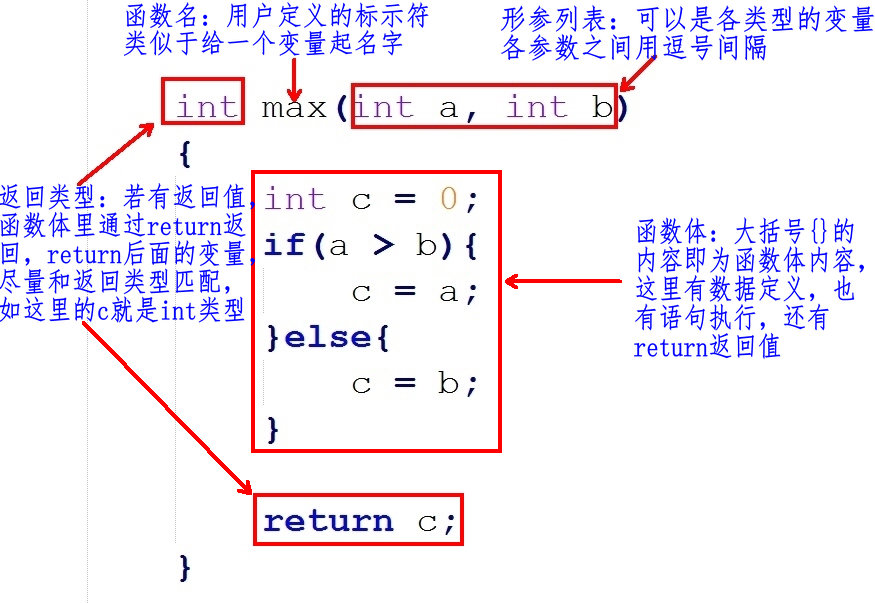 函数名：用户定义的标示符
类似于给一个变量起名字
形参列表：可以是各类型的变量
各参数之间用逗号间隔
int max(int a, int b)
{
返回类型：若有返回值，
函数体里通过return返
回，return后面的变量，
尽量和返回类型匹配，
如这里的c就是int类型
int c = 0;
if(a > b){
c = a;
}else{
c = b;
}
函数体：大括号{}的
内容即为函数体内容，
这里有数据定义，也
有语句执行，还有
return返回值
return c;
}